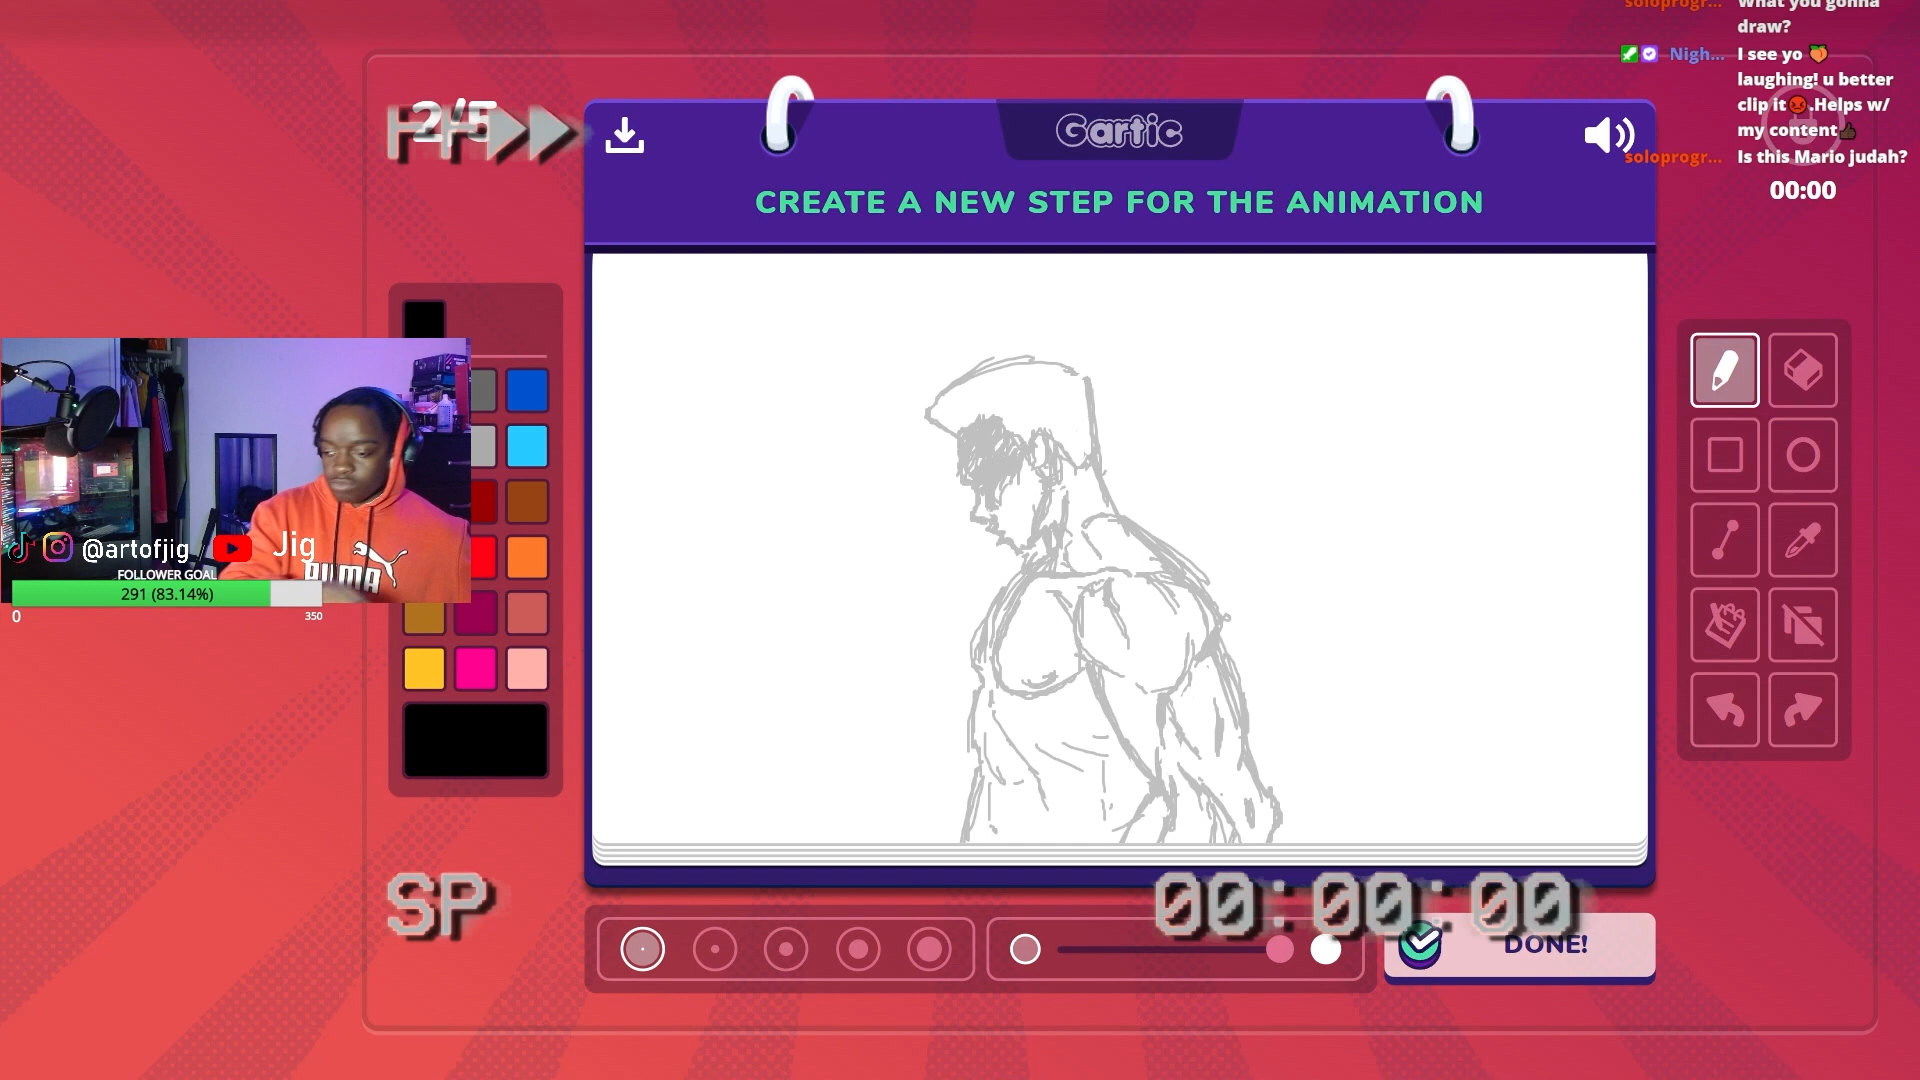 soloprogr... What you gonna
draw?
Nigh... I see yo 🍑
laughing! u better
clip it😡.Helps w/
my content👍🏿
soloprogr... Is this Mario judah?
00:00
2/5
Gartic
CREATE A NEW STEP FOR THE ANIMATION
@artofjig Jig
PUMA
FOLLOWER GOAL
291 (83.14%)
0 350
SP
00:00:00
DONE!